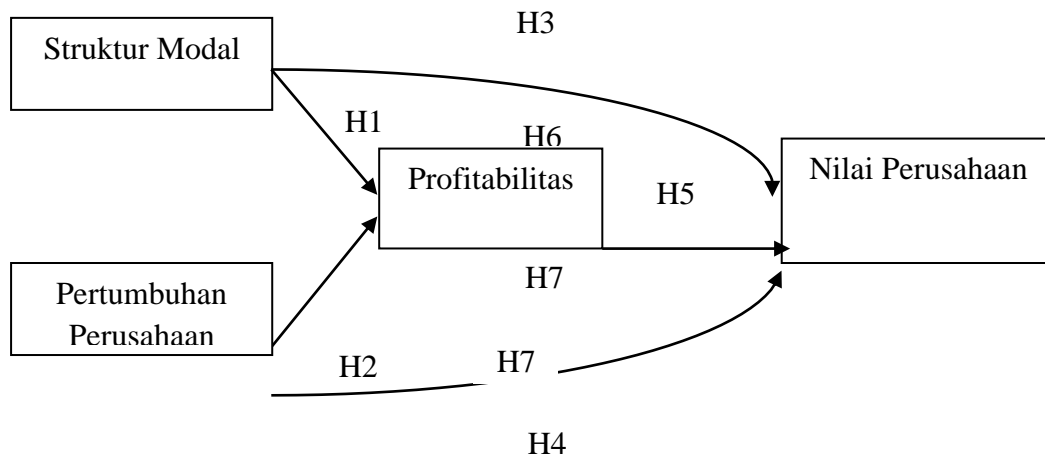 H3
Struktur Modal
H1
H6
Profitabilitas
H5
Nilai Perusahaan
H7
Pertumbuhan
Perusahaan
H2
H7
H4